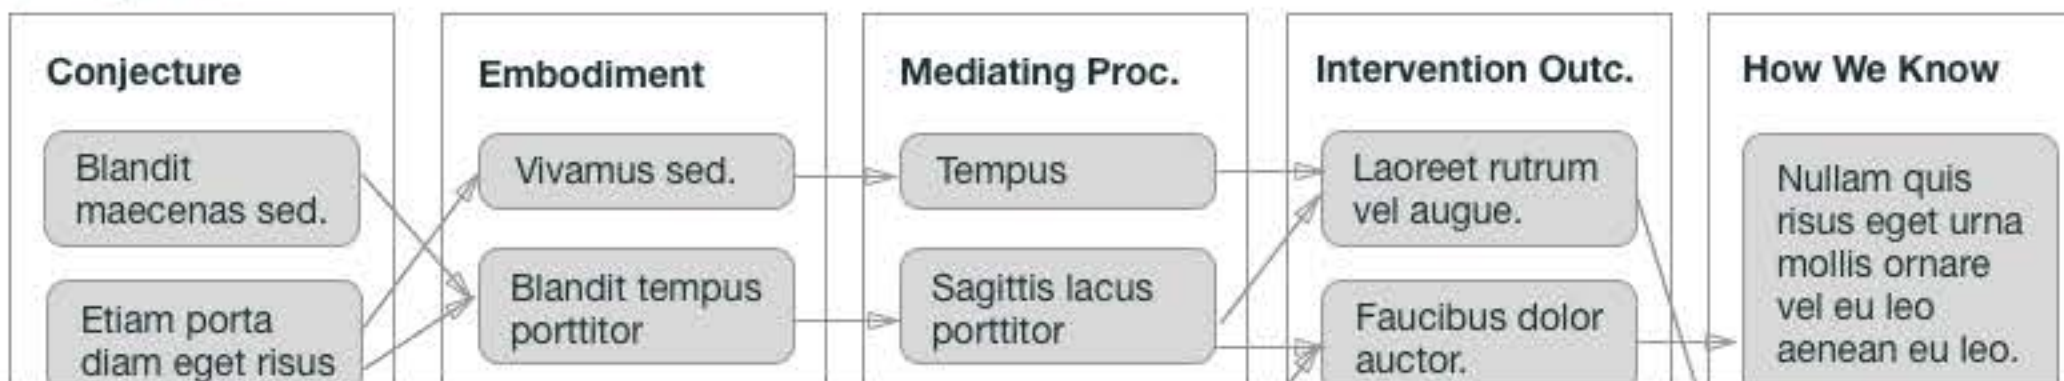 Conjecture
Blandit
maecenas sed.
Etiam porta
diam eget risus
Embodiment
Vivamus sed.
Blandit tempus
porttitor
Mediating Proc.
Tempus
Sagittis lacus
porttitor
Intervention Outc.
Laoreet rutrum
vel augue.
Faucibus dolor
auctor.
How We Know
Nullam quis
risus eget urna
mollis ornare
vel eu leo
aenean eu leo.